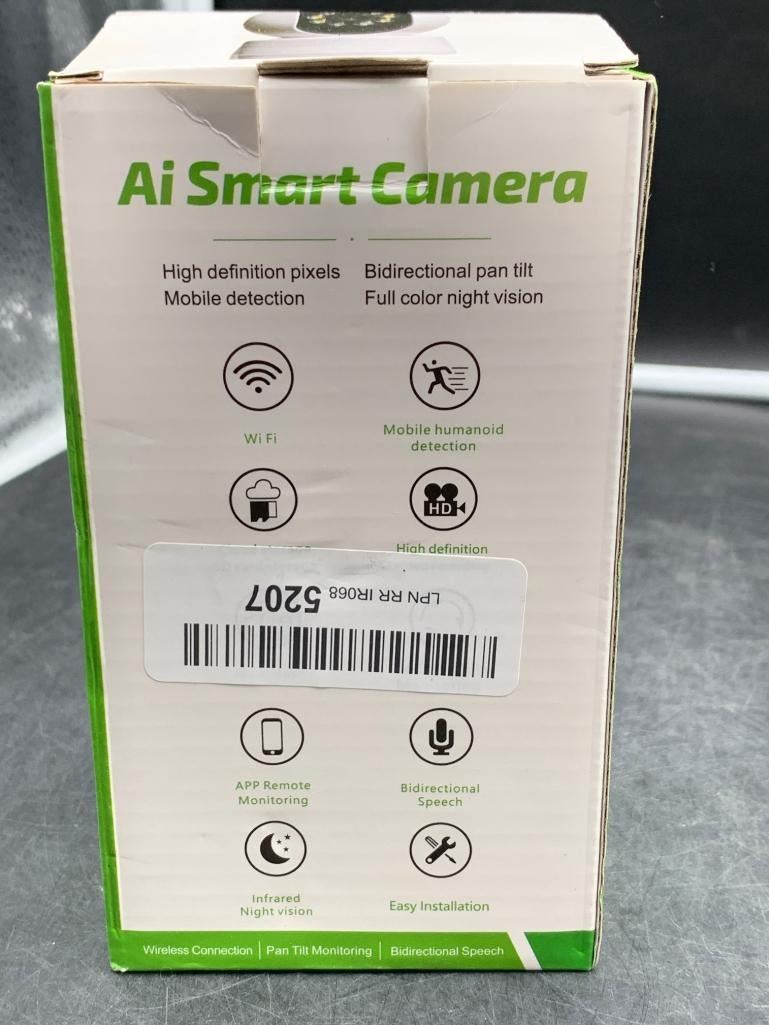 Ai Smart Camera
High definition pixels Bidirectional pan tilt
Mobile detection Full color night vision
Wi Fi
Mobile humanoid
detection
HD
High definition
LPN RR IR068 5207
APP Remote
Monitoring
Bidirectional
Speech
Infrared
Night vision
Easy Installation
Wireless Connection | Pan Tilt Monitoring | Bidirectional Speech